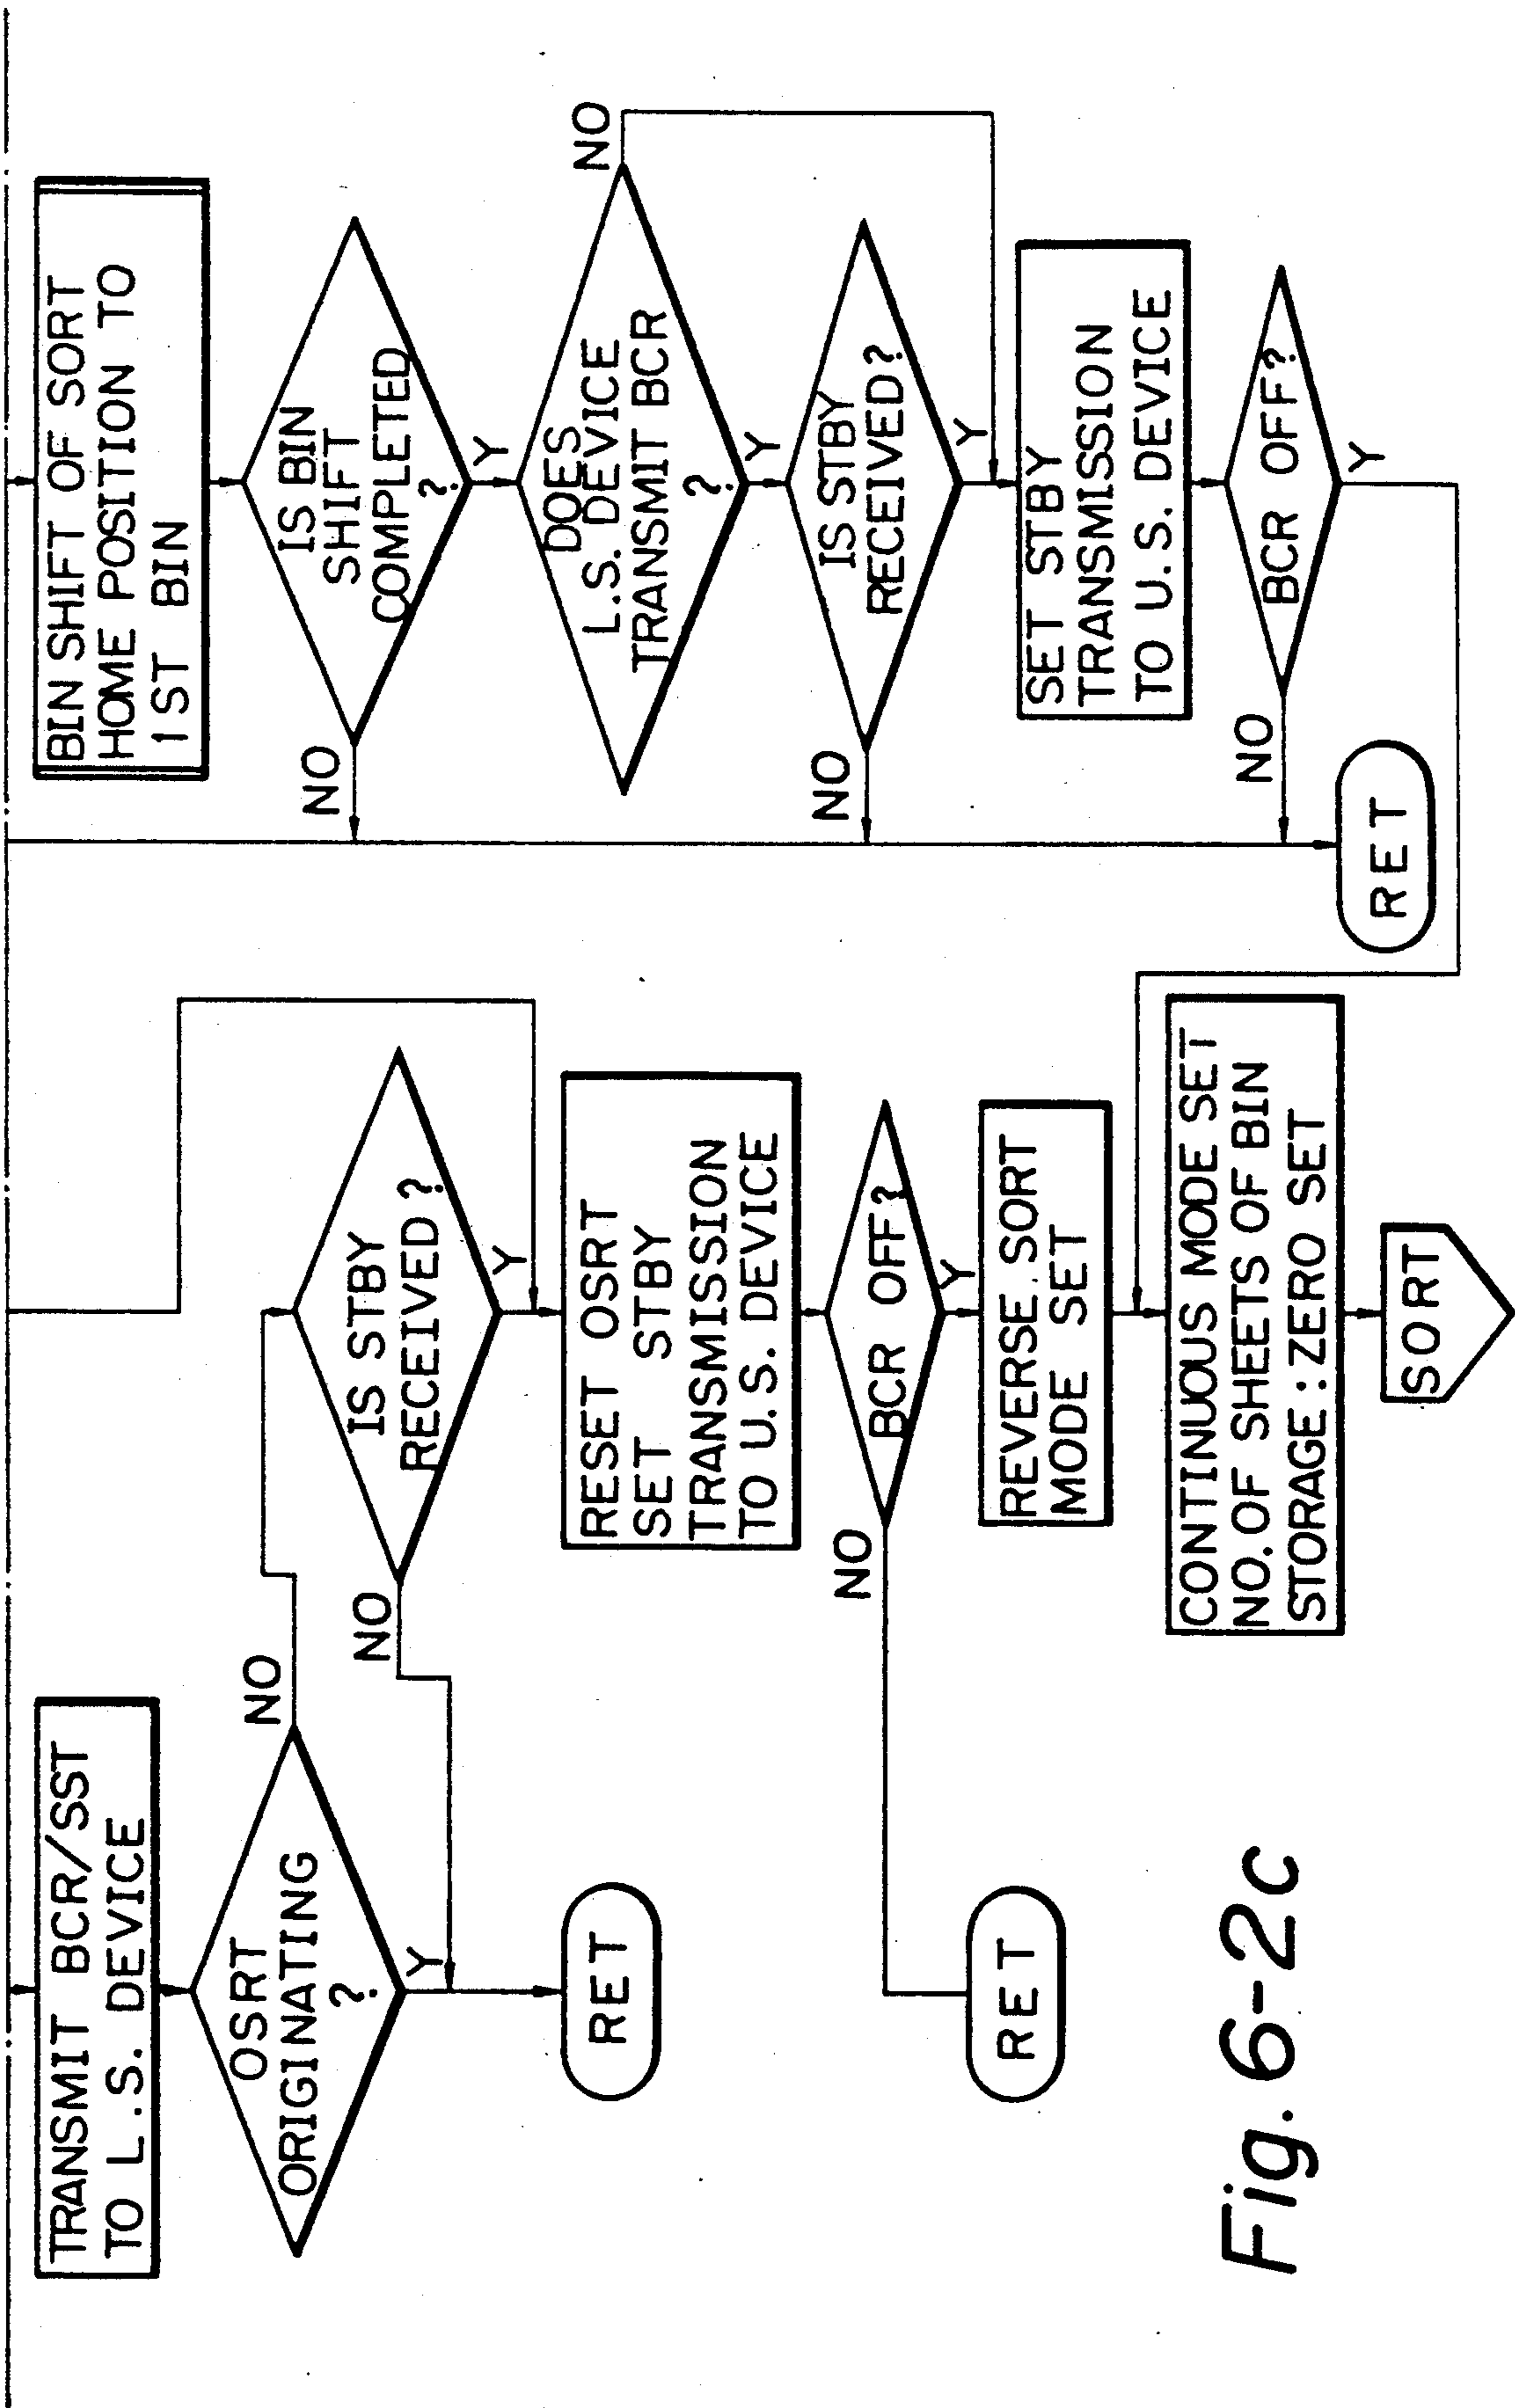 TRANSMIT BCR/SST
TO L.S. DEVICE
OSRT
ORIGINATING
?
NO
Y
RET
IS STBY
RECEIVED ?
NO
Y
RESET OSRT
SET STBY
TRANSMISSION
TO U.S. DEVICE
BCR OFF?
NO
Y
RET
REVERSE SORT
MODE SET
CONTINUOUS MODE SET
NO. OF SHEETS OF BIN
STORAGE : ZERO SET
SORT
BIN SHIFT OF SORT
HOME POSITION TO
1ST BIN
IS BIN
SHIFT
COMPLETED
?
NO
Y
DOES
L.S. DEVICE
TRANSMIT BCR
?
NO
Y
IS STBY
RECEIVED?
NO
Y
SET STBY
TRANSMISSION
TO U.S. DEVICE
BCR OFF?
NO
Y
RET
Fig. 6-2C